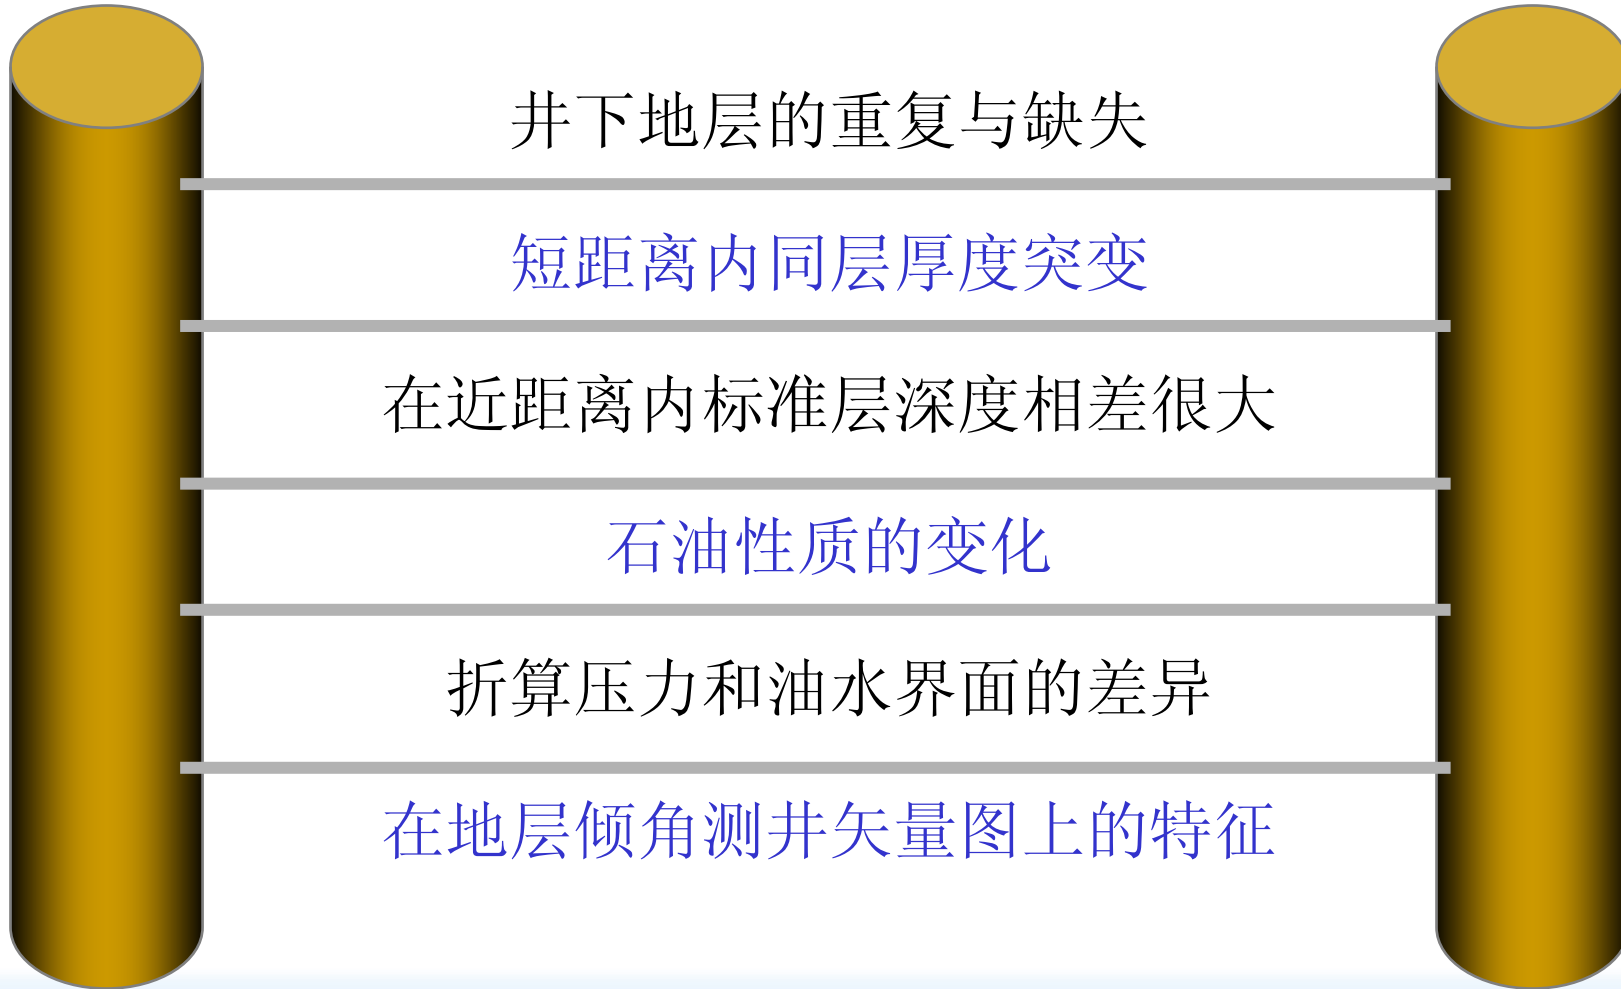 井下地层的重复与缺失
短距离内同层厚度突变
在近距离内标准层深度相差很大
石油性质的变化
折算压力和油水界面的差异
在地层倾角测井矢量图上的特征